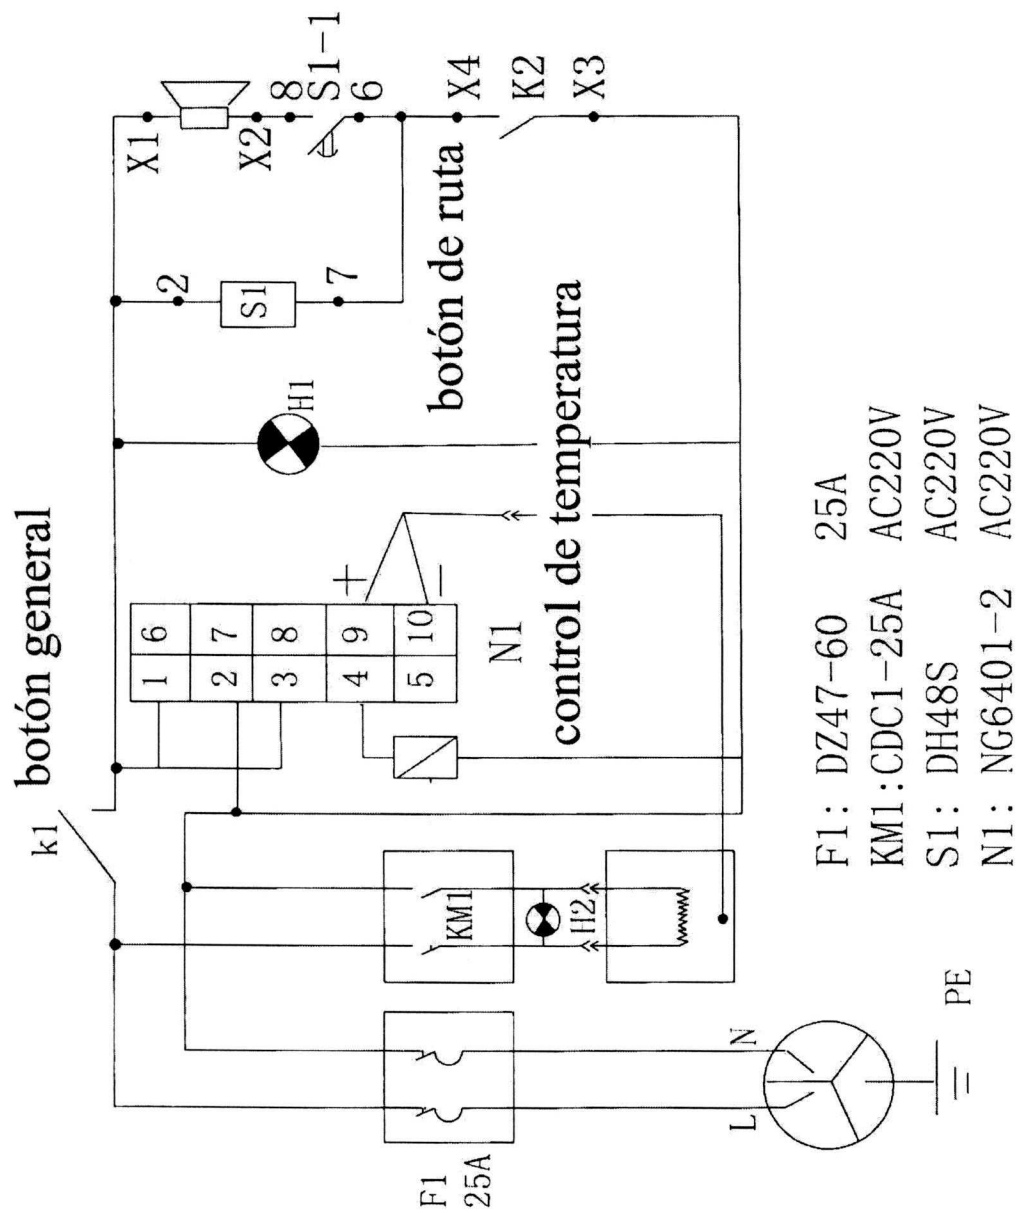 botón general
k1
X1
X2
8
S1-1
6
X4
K2
X3
2
S1
7
botón de ruta
H1
1 6
2 7
3 8
4 9
5 10
+
-
N1
control de temperatura
KM1
H2
F1
25A
L
N
PE
F1: DZ47-60 25A
KM1:CDC1-25A AC220V
S1: DH48S AC220V
N1: NG6401-2 AC220V